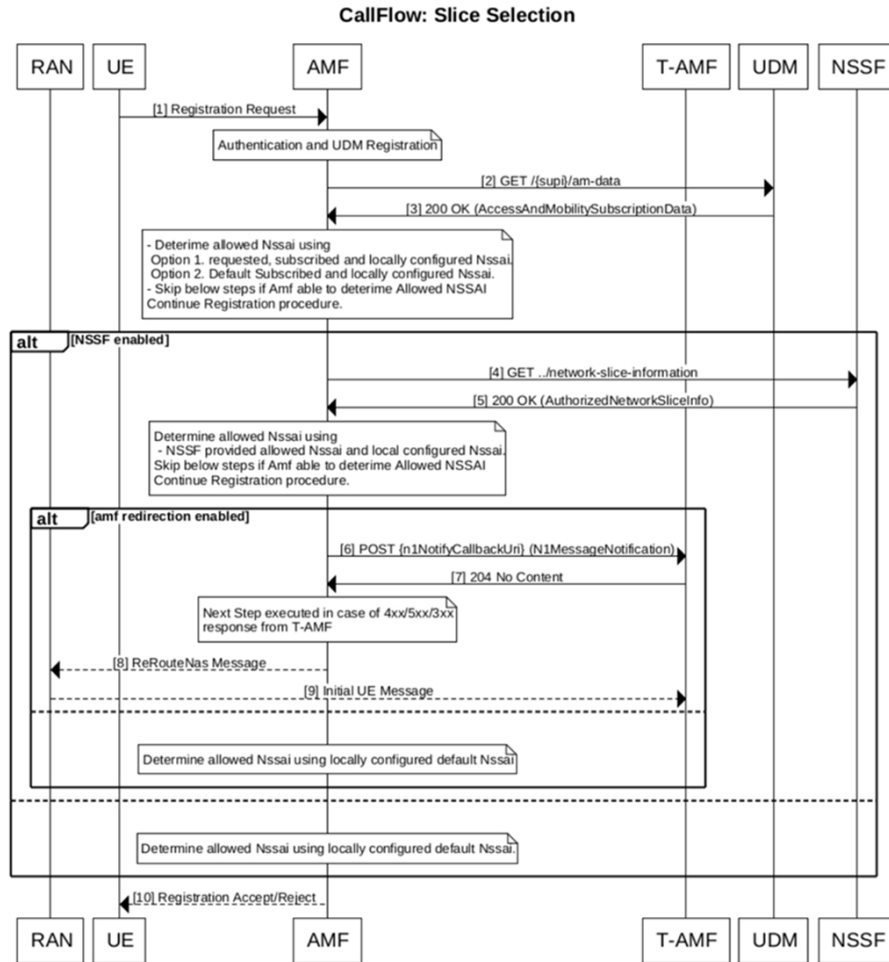 CallFlow: Slice Selection
RAN UE AMF T-AMF UDM NSSF
[1] Registration Request
Authentication and UDM Registration
[2] GET /{supi}/am-data
[3] 200 OK (AccessAndMobilitySubscriptionData)
- Deterime allowed Nssai using
Option 1. requested, subscribed and locally configured Nssai.
Option 2. Default Subscribed and locally configured Nssai.
- Skip below steps if Amf able to deterime Allowed NSSAI
Continue Registration procedure.
alt [NSSF enabled]
[4] GET ../network-slice-information
[5] 200 OK (AuthorizedNetworkSliceInfo)
Determine allowed Nssai using
- NSSF provided allowed Nssai and local configured Nssai.
Skip below steps if Amf able to deterime Allowed NSSAI
Continue Registration procedure.
alt [amf redirection enabled]
[6] POST {n1NotifyCallbackUri} (N1MessageNotification)
[7] 204 No Content
Next Step executed in case of 4xx/5xx/3xx
response from T-AMF
[8] ReRouteNas Message
[9] Initial UE Message
Determine allowed Nssai using locally configured default Nssai
Determine allowed Nssai using locally configured default Nssai.
[10] Registration Accept/Reject
RAN UE AMF T-AMF UDM NSSF